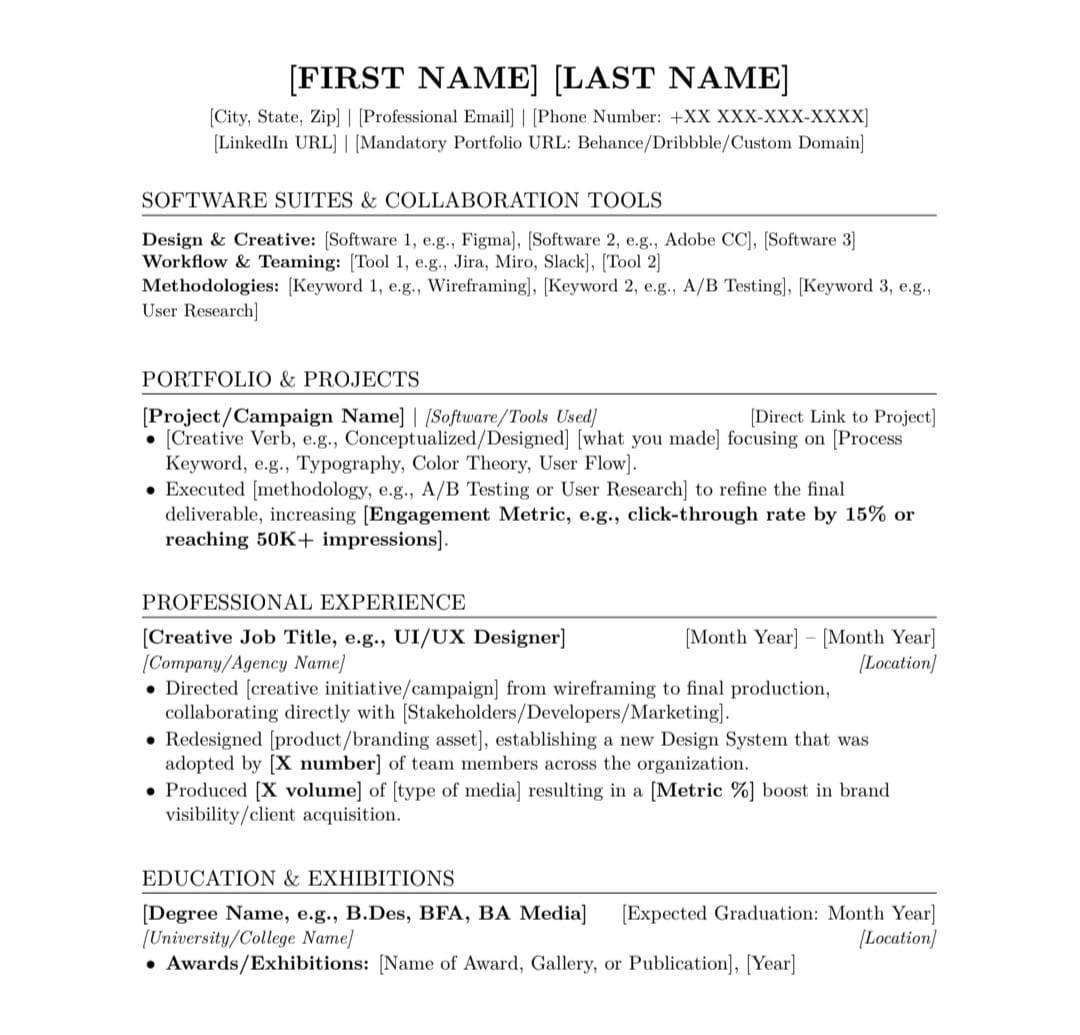 [FIRST NAME] [LAST NAME]
[City, State, Zip] | [Professional Email] | [Phone Number: +XX XXX-XXX-XXXX]
[LinkedIn URL] | [Mandatory Portfolio URL: Behance/Dribbble/Custom Domain]
SOFTWARE SUITES & COLLABORATION TOOLS
Design & Creative: [Software 1, e.g., Figma], [Software 2, e.g., Adobe CC], [Software 3]
Workflow & Teaming: [Tool 1, e.g., Jira, Miro, Slack], [Tool 2]
Methodologies: [Keyword 1, e.g., Wireframing], [Keyword 2, e.g., A/B Testing], [Keyword 3, e.g.,
User Research]
PORTFOLIO & PROJECTS
[Project/Campaign Name] | [Software/Tools Used] [Direct Link to Project]
• [Creative Verb, e.g., Conceptualized/Designed] [what you made] focusing on [Process
Keyword, e.g., Typography, Color Theory, User Flow].
• Executed [methodology, e.g., A/B Testing or User Research] to refine the final
deliverable, increasing [Engagement Metric, e.g., click-through rate by 15% or
reaching 50K+ impressions].
PROFESSIONAL EXPERIENCE
[Creative Job Title, e.g., UI/UX Designer] [Month Year] – [Month Year]
[Company/Agency Name] [Location]
• Directed [creative initiative/campaign] from wireframing to final production,
collaborating directly with [Stakeholders/Developers/Marketing].
• Redesigned [product/branding asset], establishing a new Design System that was
adopted by [X number] of team members across the organization.
• Produced [X volume] of [type of media] resulting in a [Metric %] boost in brand
visibility/client acquisition.
EDUCATION & EXHIBITIONS
[Degree Name, e.g., B.Des, BFA, BA Media] [Expected Graduation: Month Year]
[University/College Name] [Location]
• Awards/Exhibitions: [Name of Award, Gallery, or Publication], [Year]